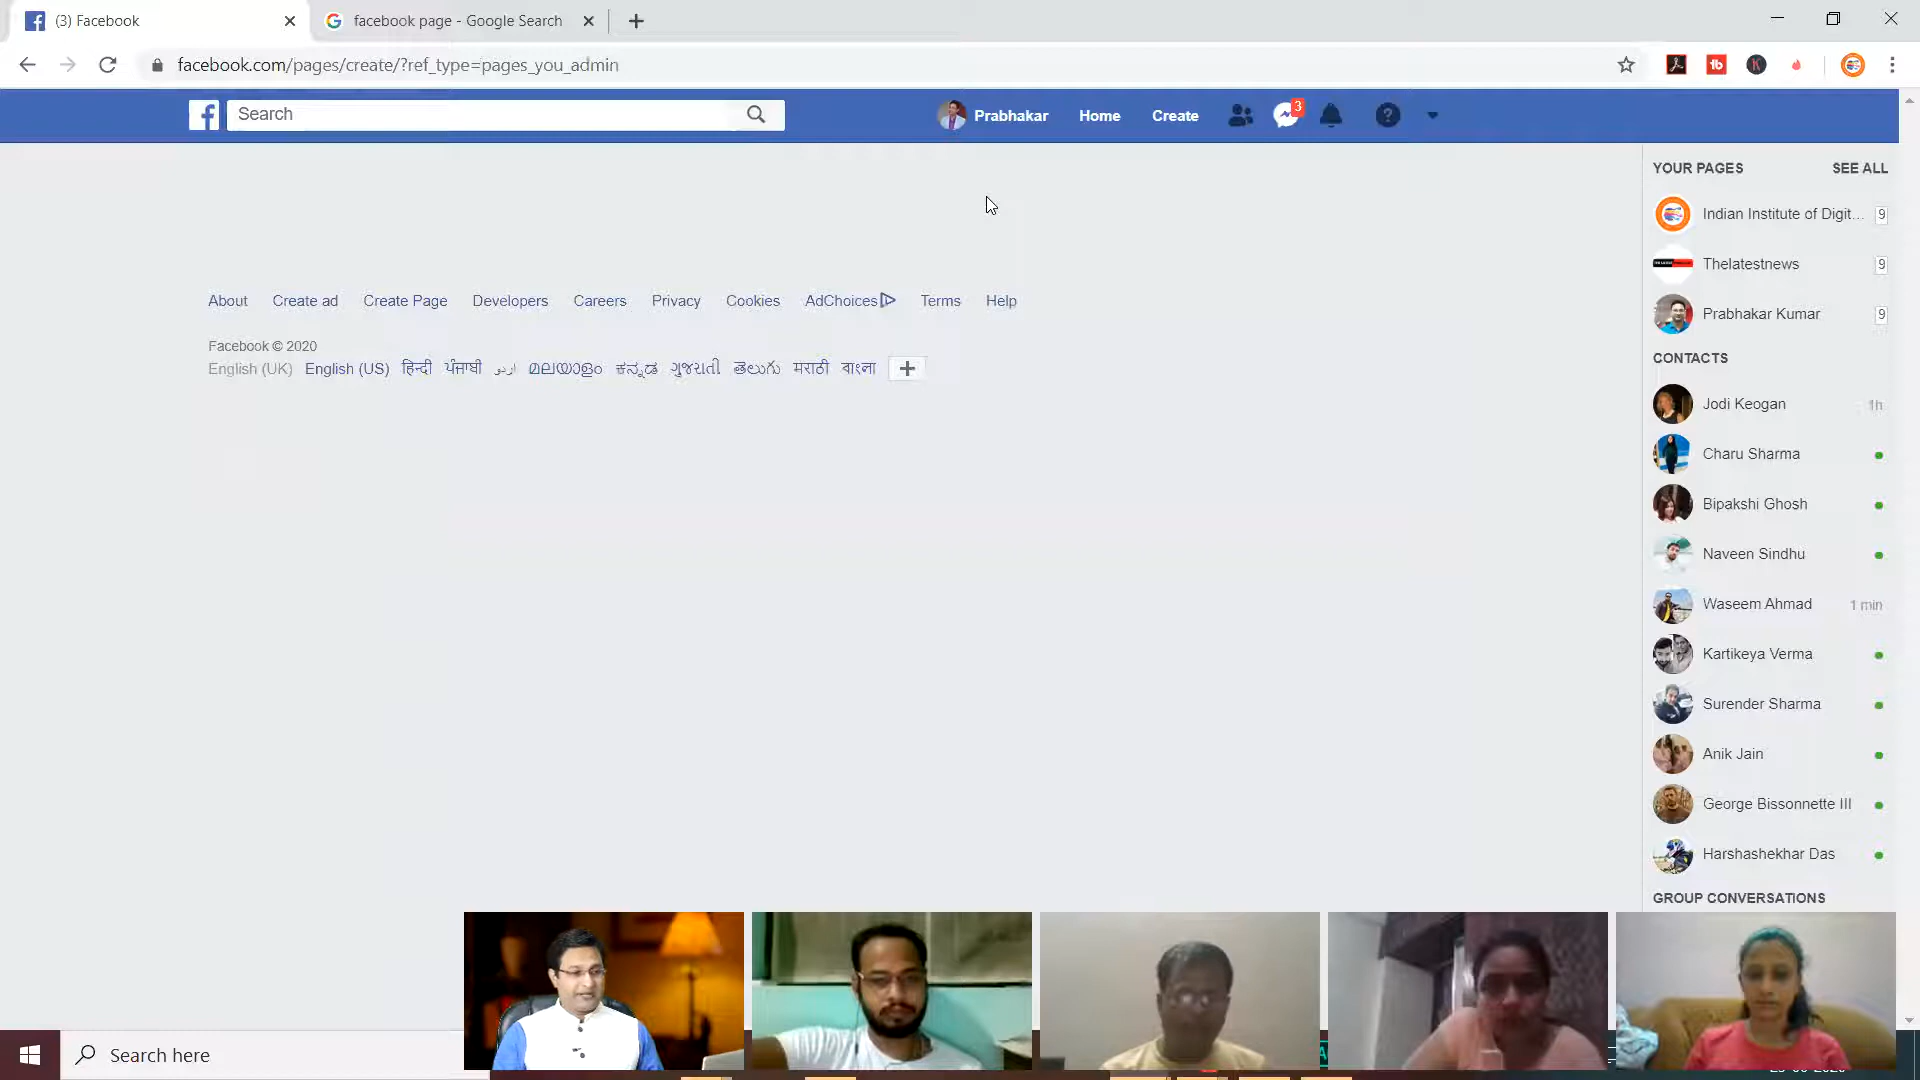 (3) Facebook
facebook page - Google Search
facebook.com/pages/create/?ref_type=pages_you_admin
Search
Prabhakar Home Create 3
YOUR PAGES SEE ALL
Indian Institute of Digit... 9
Thelatestnews 9
Prabhakar Kumar 9
CONTACTS
Jodi Keogan 1h
Charu Sharma
Bipakshi Ghosh
Naveen Sindhu
Waseem Ahmad 1 min
Kartikeya Verma
Surender Sharma
Anik Jain
George Bissonnette III
Harshashekhar Das
GROUP CONVERSATIONS
About Create ad Create Page Developers Careers Privacy Cookies AdChoices Terms Help
Facebook © 2020
English (UK) English (US) हिन्दी ਪੰਜਾਬੀ اردو മലയാളം ಕನ್ನಡ ગુજરાતી తెలుగు मराठी বাংলা
Search here